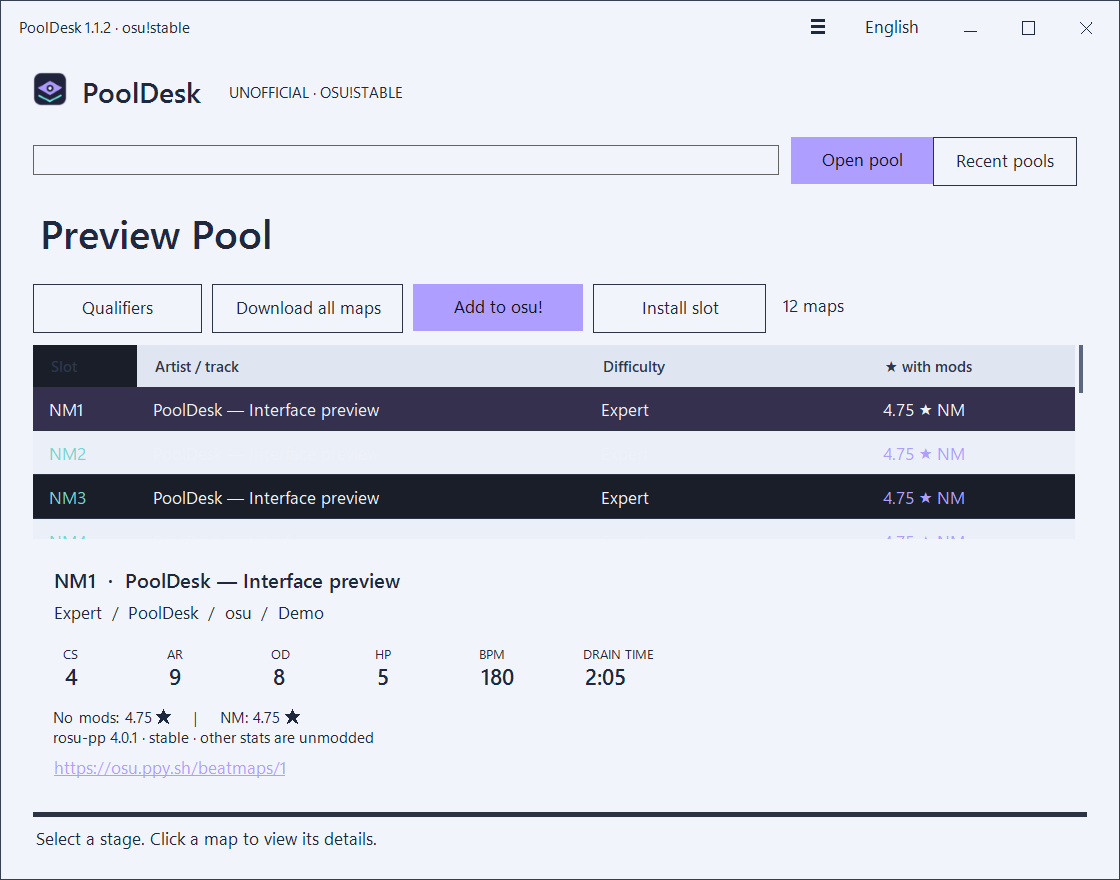 PoolDesk 1.1.2 · osu!stable
English
PoolDesk
UNOFFICIAL · OSU!STABLE
Open pool
Recent pools
Preview Pool
Qualifiers
Download all maps
Add to osu!
Install slot
12 maps
Slot Artist / track Difficulty ★ with mods
NM1 PoolDesk — Interface preview Expert 4.75 ★ NM
NM2 4.75 ★ NM
NM3 PoolDesk — Interface preview Expert 4.75 ★ NM
NM1 · PoolDesk — Interface preview
Expert / PoolDesk / osu / Demo
CS AR OD HP BPM DRAIN TIME
4 9 8 5 180 2:05
No mods: 4.75 ★ | NM: 4.75 ★
rosu-pp 4.0.1 · stable · other stats are unmodded
https://osu.ppy.sh/beatmaps/1
Select a stage. Click a map to view its details.